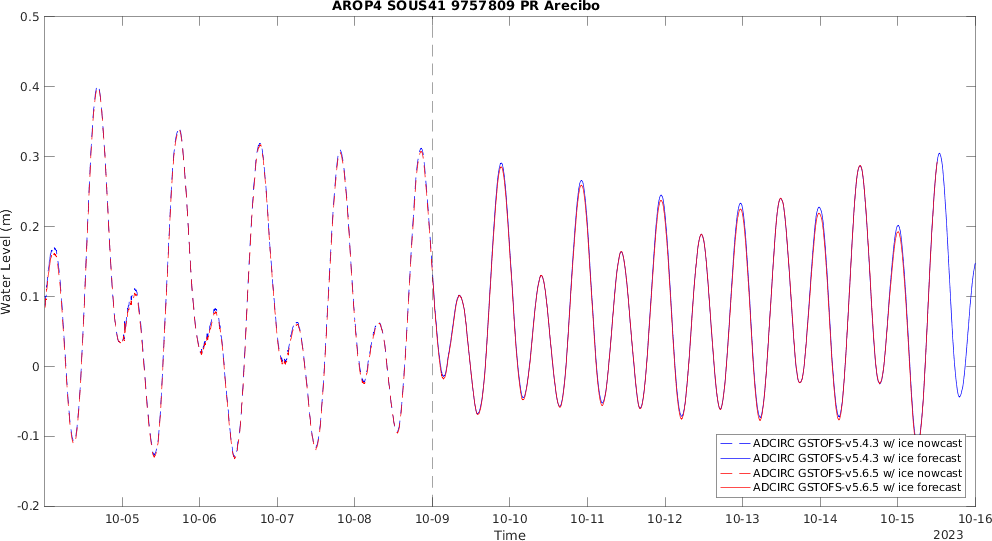 AROP4 SOUS41 9757809 PR Arecibo
0.5
0.4
0.3
0.2
0.1
0
-0.1
-0.2
Water Level (m)
10-05 10-06 10-07 10-08 10-09 10-10 10-11 10-12 10-13 10-14 10-15 10-16
Time
2023
ADCIRC GSTOFS-v5.4.3 w/ ice nowcast
ADCIRC GSTOFS-v5.4.3 w/ ice forecast
ADCIRC GSTOFS-v5.6.5 w/ ice nowcast
ADCIRC GSTOFS-v5.6.5 w/ ice forecast